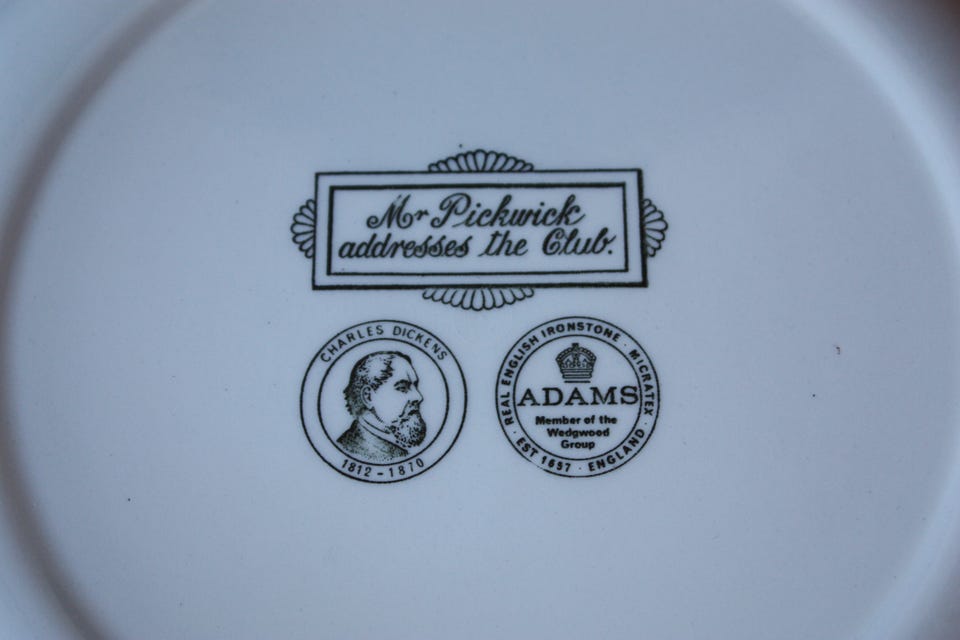 Mr Pickwick
addresses the Club.
CHARLES DICKENS
1812 - 1870
REAL ENGLISH IRONSTONE · MICRATEX
ADAMS
Member of the
Wedgwood
Group
· EST 1657 · ENGLAND ·